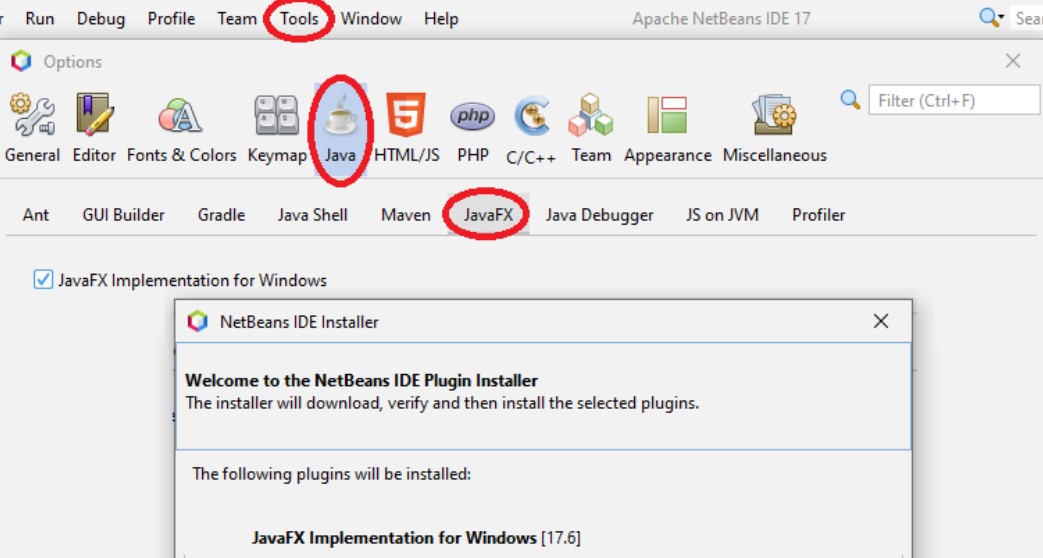 Run Debug Profile Team Tools Window Help Apache NetBeans IDE 17
Options
Filter (Ctrl+F)
php
General Editor Fonts & Colors Keymap Java HTML/JS PHP C/C++ Team Appearance Miscellaneous
Ant GUI Builder Gradle Java Shell Maven JavaFX Java Debugger JS on JVM Profiler
JavaFX Implementation for Windows
NetBeans IDE Installer
Welcome to the NetBeans IDE Plugin Installer
The installer will download, verify and then install the selected plugins.
The following plugins will be installed:
JavaFX Implementation for Windows [17.6]